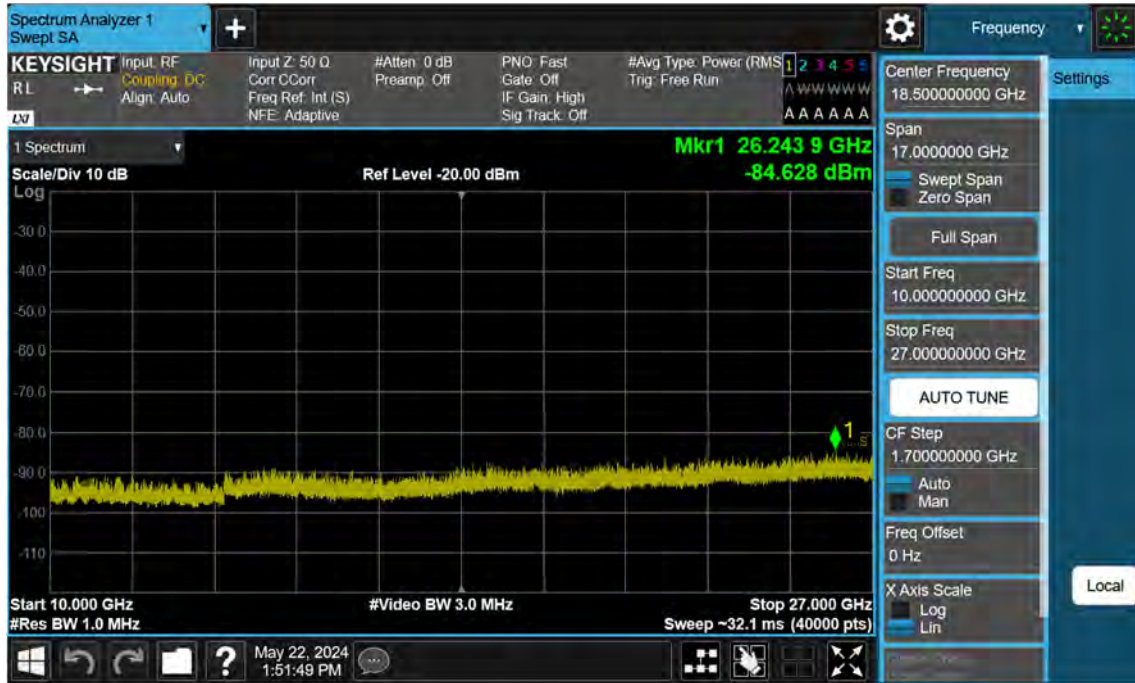 Spectrum Analyzer 1
Swept SA
Frequency
KEYSIGHT
RL
LXI
Input: RF
Coupling: DC
Align: Auto
Input Z: 50 Ω
Corr CCorr
Freq Ref: Int (S)
NFE: Adaptive
#Atten: 0 dB
Preamp: Off
PNO: Fast
Gate: Off
IF Gain: High
Sig Track: Off
#Avg Type: Power (RMS
Trig: Free Run
1 2 3 4 5 6
A W W W W W
A A A A A A
1 Spectrum
Scale/Div 10 dB
Log
Ref Level -20.00 dBm
Mkr1 26.243 9 GHz
-84.628 dBm
-30.0
-40.0
-50.0
-60.0
-70.0
-80.0
-90.0
-100
-110
1
Start 10.000 GHz
#Res BW 1.0 MHz
#Video BW 3.0 MHz
Stop 27.000 GHz
Sweep ~32.1 ms (40000 pts)
Center Frequency
18.500000000 GHz
Span
17.0000000 GHz
Swept Span
Zero Span
Full Span
Start Freq
10.000000000 GHz
Stop Freq
27.000000000 GHz
AUTO TUNE
CF Step
1.700000000 GHz
Auto
Man
Freq Offset
0 Hz
X Axis Scale
Log
Lin
Settings
Local
?
May 22, 2024
1:51:49 PM